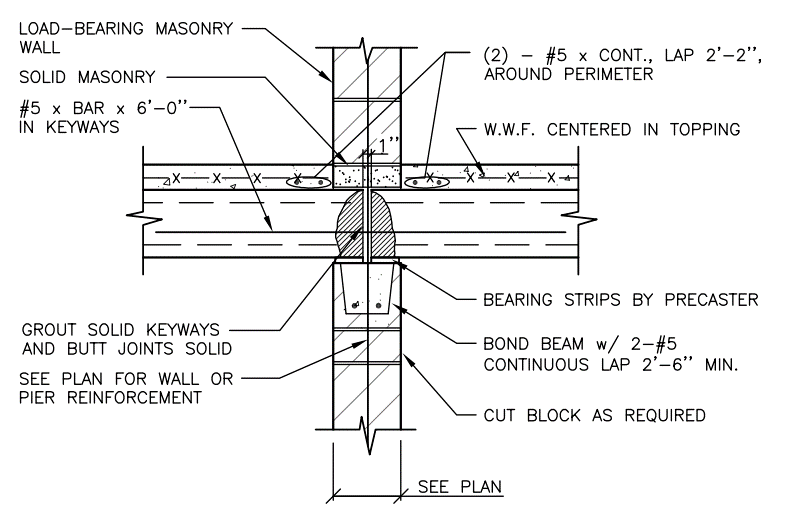 LOAD-BEARING MASONRY
WALL
SOLID MASONRY
#5 x BAR x 6'-0"
IN KEYWAYS
(2) - #5 x CONT., LAP 2'-2",
AROUND PERIMETER
W.W.F. CENTERED IN TOPPING
1"
X X X X X X X
GROUT SOLID KEYWAYS
AND BUTT JOINTS SOLID
SEE PLAN FOR WALL OR
PIER REINFORCEMENT
BEARING STRIPS BY PRECASTER
BOND BEAM w/ 2-#5
CONTINUOUS LAP 2'-6" MIN.
CUT BLOCK AS REQUIRED
SEE PLAN